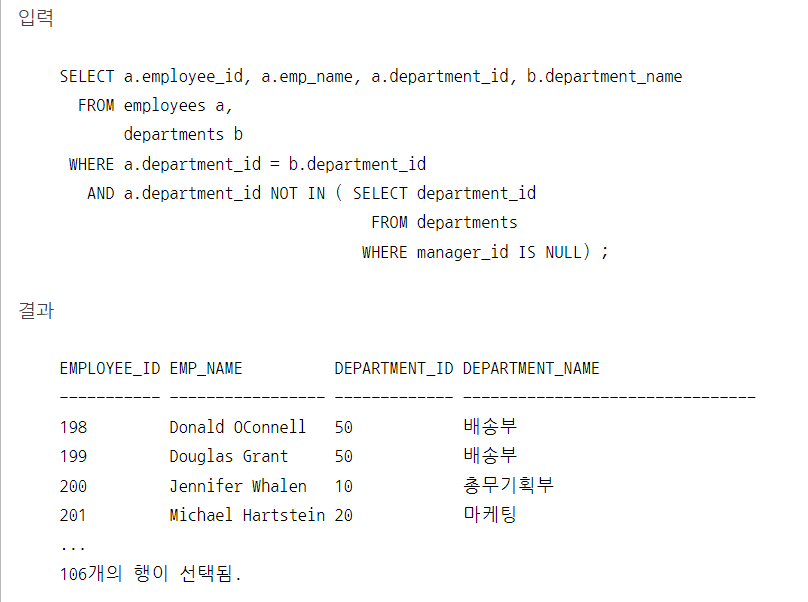 입력
SELECT a.employee_id, a.emp_name, a.department_id, b.department_name
FROM employees a,
departments b
WHERE a.department_id = b.department_id
AND a.department_id NOT IN ( SELECT department_id
FROM departments
WHERE manager_id IS NULL) ;
결과
EMPLOYEE_ID EMP_NAME DEPARTMENT_ID DEPARTMENT_NAME
----------- ----------------- ------------- --------------------------------
198 Donald OConnell 50 배송부
199 Douglas Grant 50 배송부
200 Jennifer Whalen 10 총무기획부
201 Michael Hartstein 20 마케팅
...
106개의 행이 선택됨.